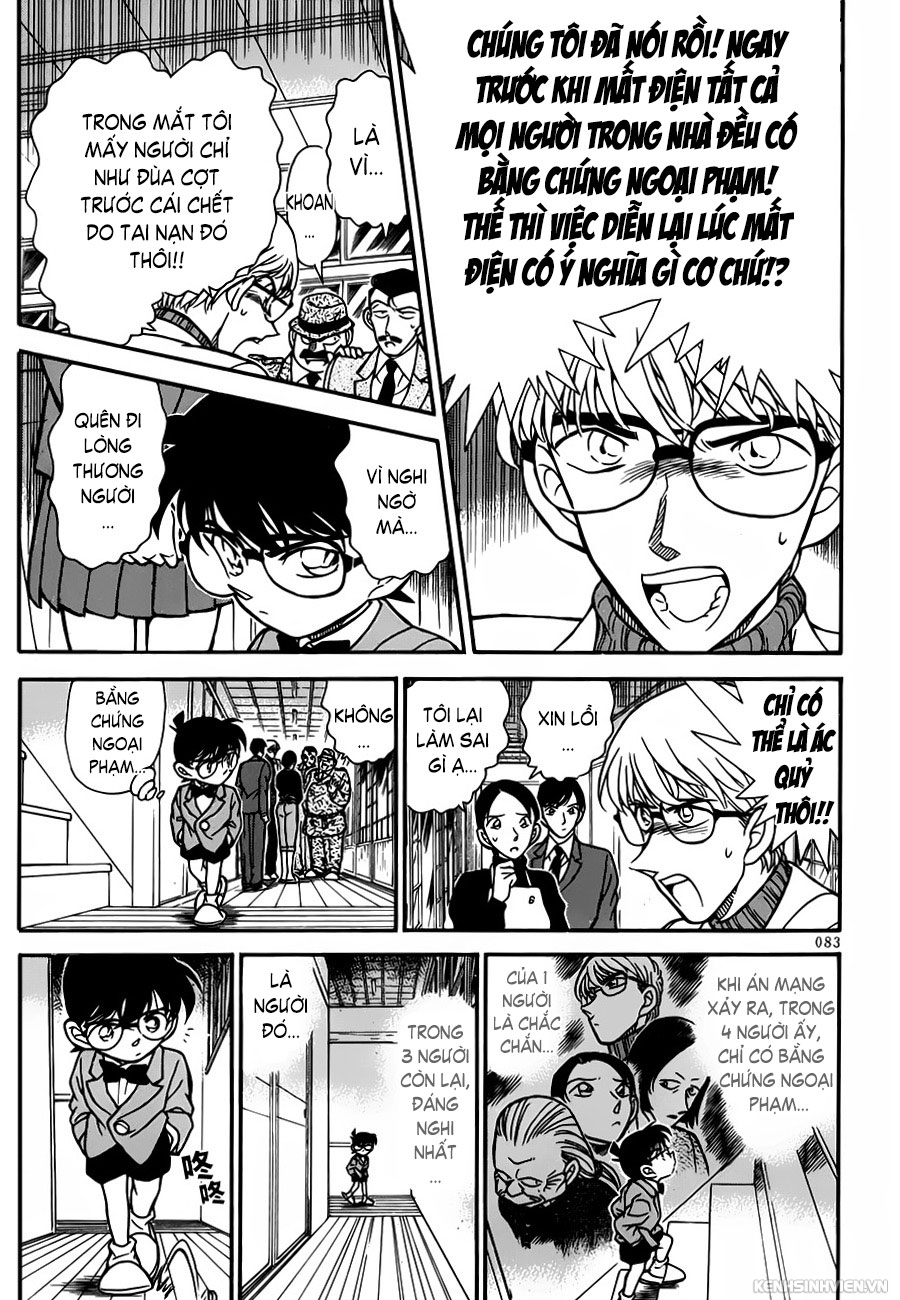 CHÚNG TÔI ĐÃ NÓI RỒI! NGAY
TRƯỚC KHI MẤT ĐIỆN TẤT CẢ
MỌI NGƯỜI TRONG NHÀ ĐỀU CÓ
BẰNG CHỨNG NGOẠI PHẠM!
THẾ THÌ VIỆC DIỄN LẠI LÚC MẤT
ĐIỆN CÓ Ý NGHĨA GÌ CƠ CHỨ!?
LÀ
VÌ...
KHOAN
...
TRONG MẮT TÔI
MẤY NGƯỜI CHỈ
NHƯ ĐÙA CỢT
TRƯỚC CÁI CHẾT
DO TAI NẠN ĐÓ
THÔI!!
VÌ NGHI
NGỜ
MÀ...
QUÊN ĐI
LÒNG
THƯƠNG
NGƯỜI
...
CHỈ CÓ
THỂ LÀ ÁC
QUỶ
THÔI!!
XIN LỖI
...
TÔI LẠI
LÀM SAI
GÌ Ạ...
KHÔNG
...
BẰNG
CHỨNG
NGOẠI
PHẠM...
083
KHI ÁN MẠNG
XẢY RA, TRONG
4 NGƯỜI ẤY,
CHỈ CÓ BẰNG
CHỨNG NGOẠI
PHẠM...
CỦA 1
NGƯỜI
LÀ CHẮC
CHẮN...
TRONG
3 NGƯỜI
CÒN LẠI,
ĐÁNG
NGHI
NHẤT
LÀ
NGƯỜI
ĐÓ...
咚
咚
KENHSINHVIEN.VN